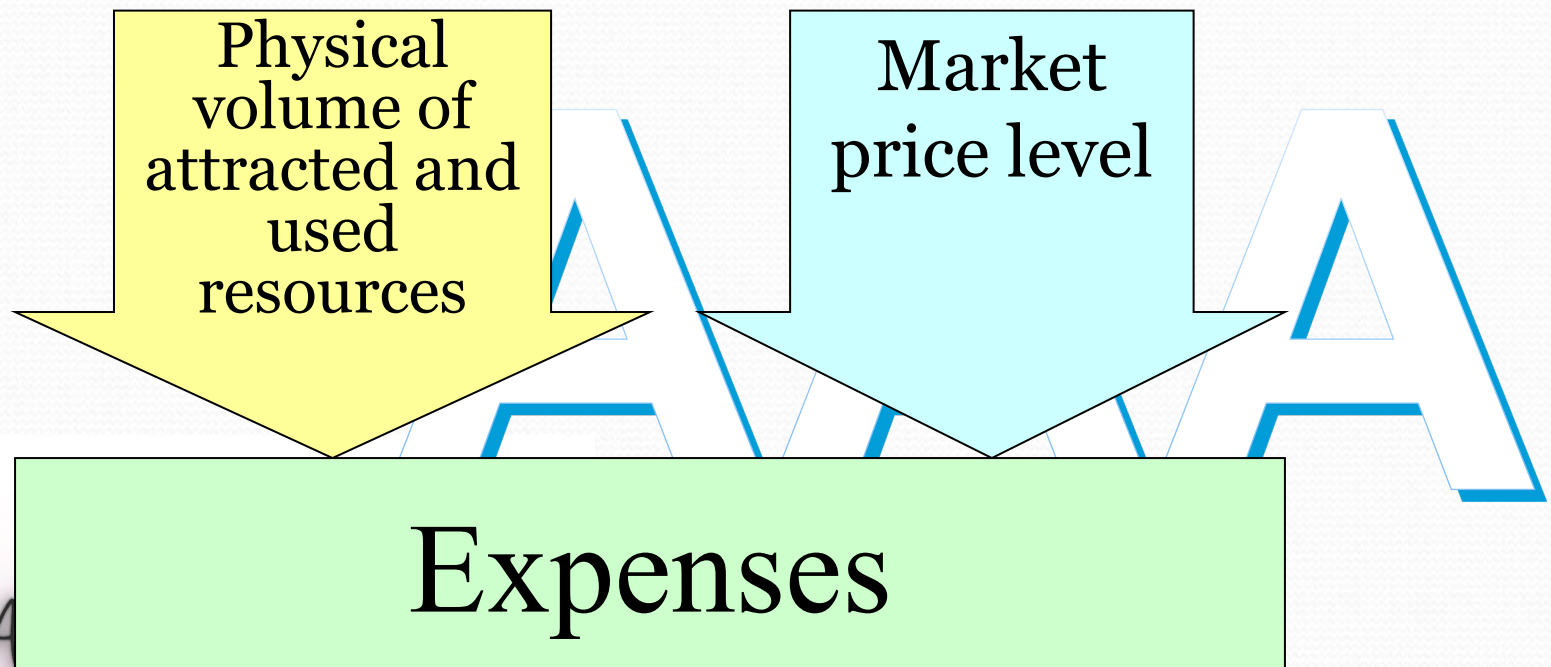 Physical
volume of
attracted and
used
resources
Market
price level
A A A
Expenses